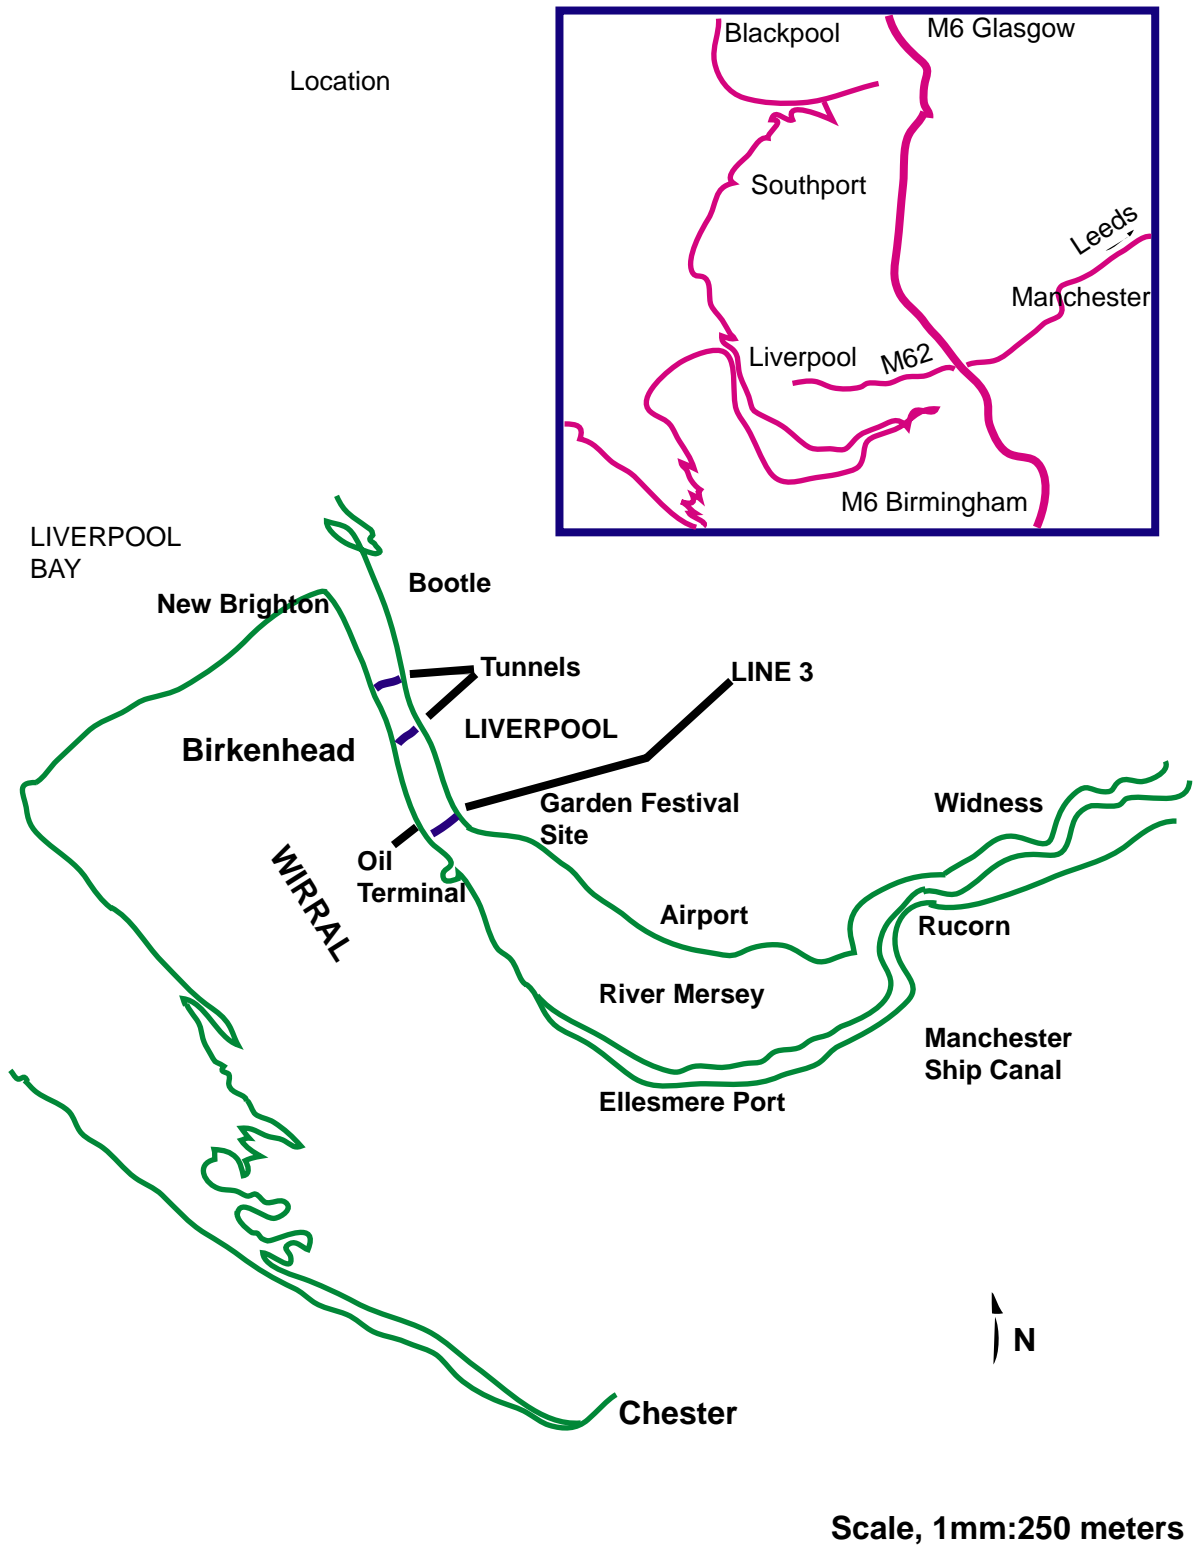 Location
Blackpool
M6 Glasgow
Southport
Leeds
Manchester
Liverpool
M62
M6 Birmingham
LIVERPOOL
BAY
Bootle
New Brighton
Tunnels
LINE 3
LIVERPOOL
Birkenhead
Garden Festival
Site
Widness
Oil
Terminal
WIRRAL
Airport
Rucorn
River Mersey
Manchester
Ship Canal
Ellesmere Port
N
Chester
Scale, 1mm:250 meters